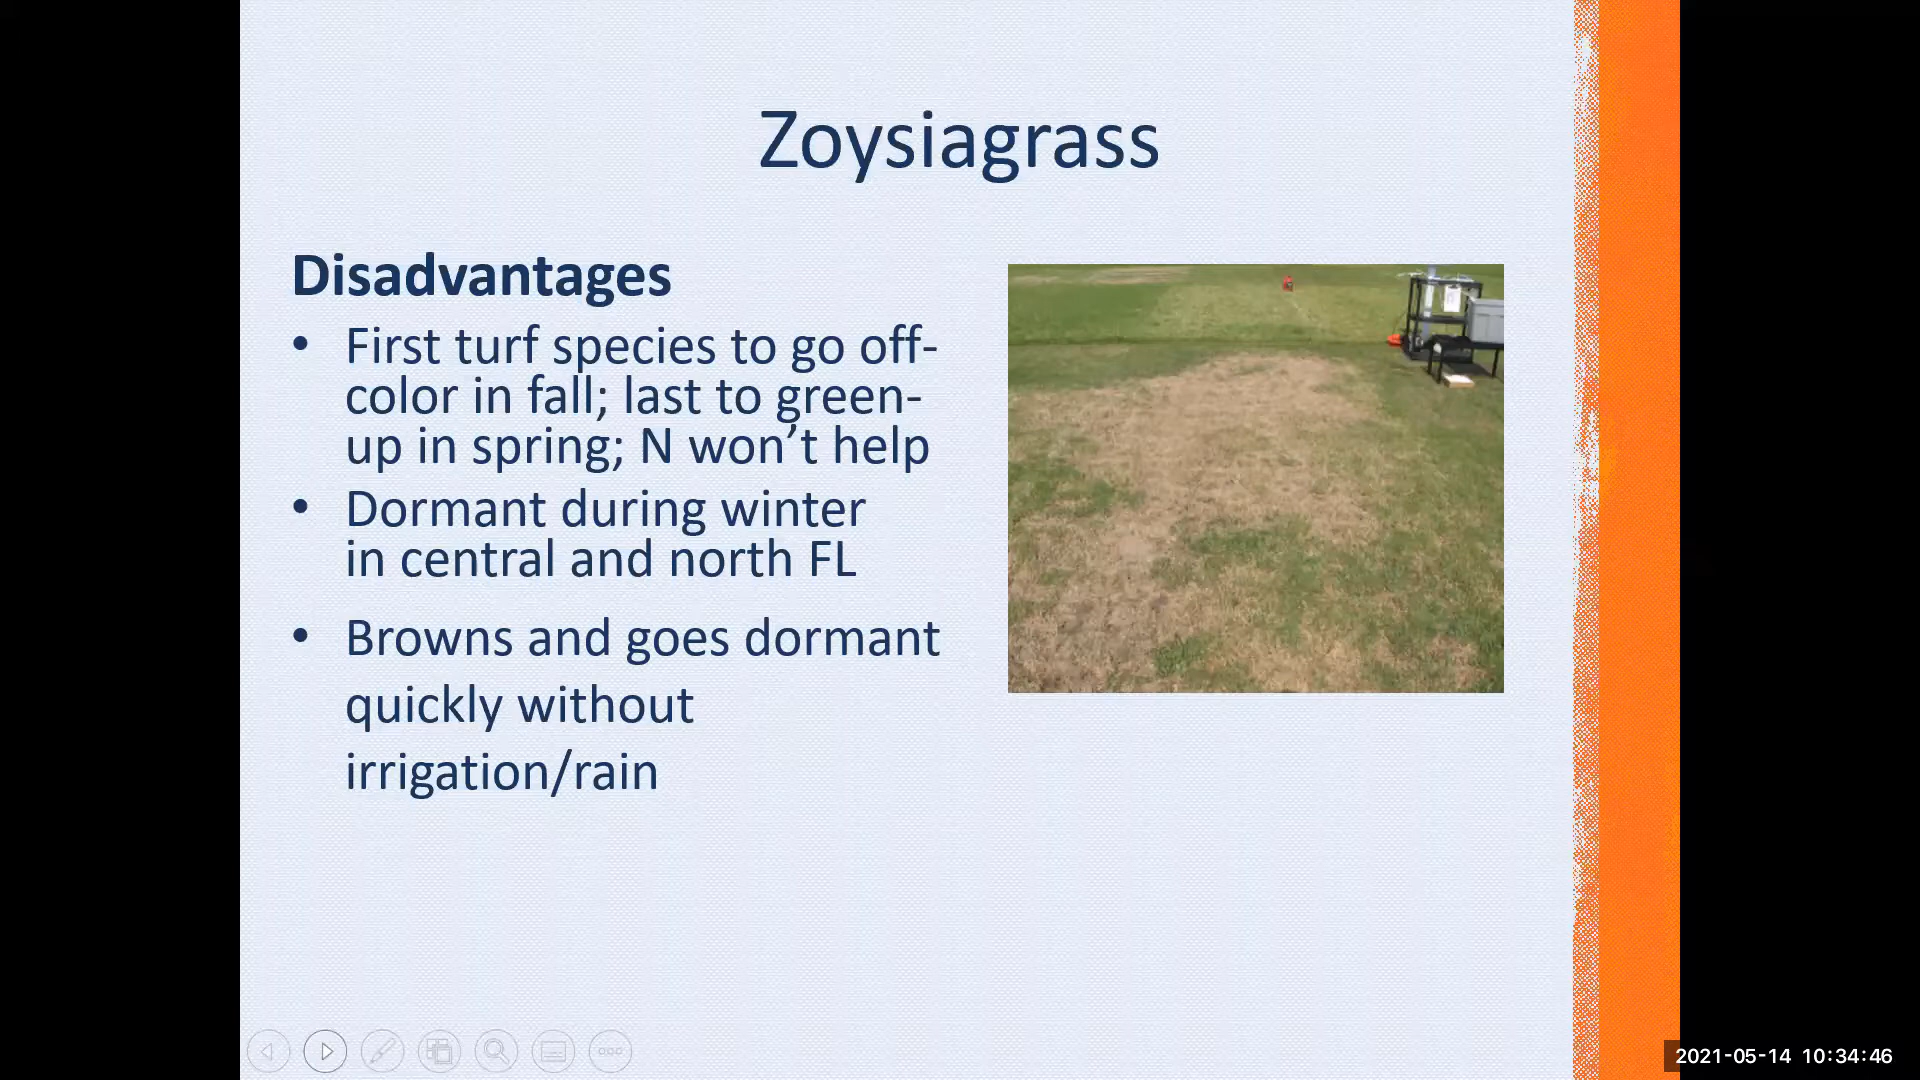 Zoysiagrass
Disadvantages
• First turf species to go off-
color in fall; last to green-
up in spring; N won’t help
• Dormant during winter
in central and north FL
• Browns and goes dormant
quickly without
irrigation/rain
2021-05-14 10:34:46